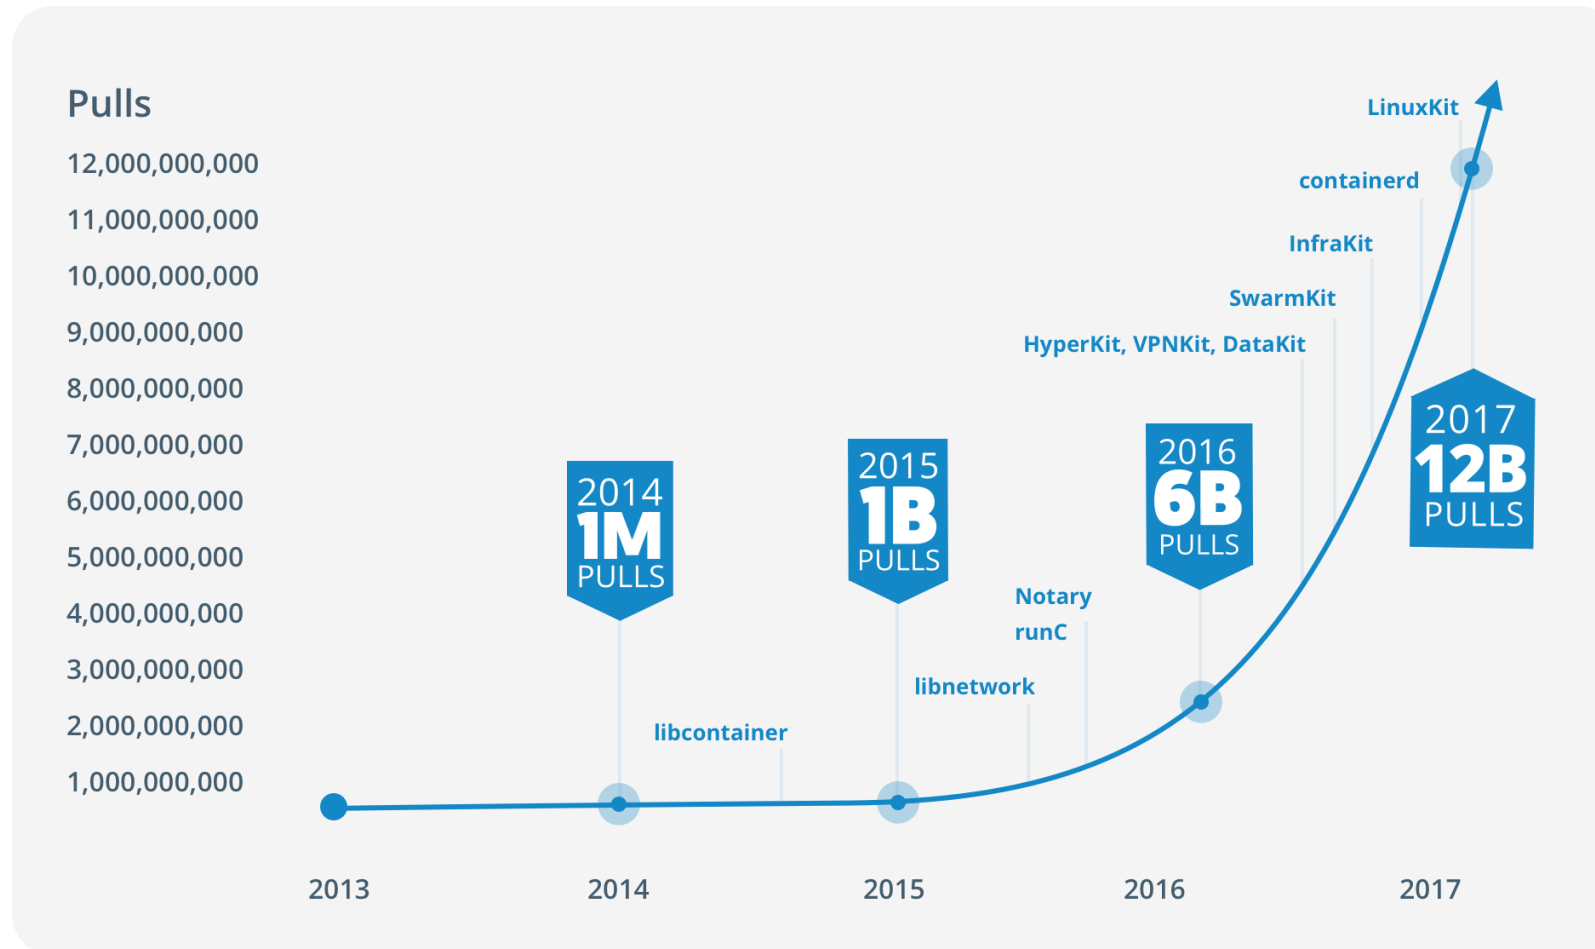 Pulls
12,000,000,000
11,000,000,000
10,000,000,000
9,000,000,000
8,000,000,000
7,000,000,000
6,000,000,000
5,000,000,000
4,000,000,000
3,000,000,000
2,000,000,000
1,000,000,000
2014
1M
PULLS
libcontainer
2015
1B
PULLS
libnetwork
Notary
runC
2016
6B
PULLS
HyperKit, VPNKit, DataKit
SwarmKit
InfraKit
containerd
LinuxKit
2017
12B
PULLS
2013
2014
2015
2016
2017